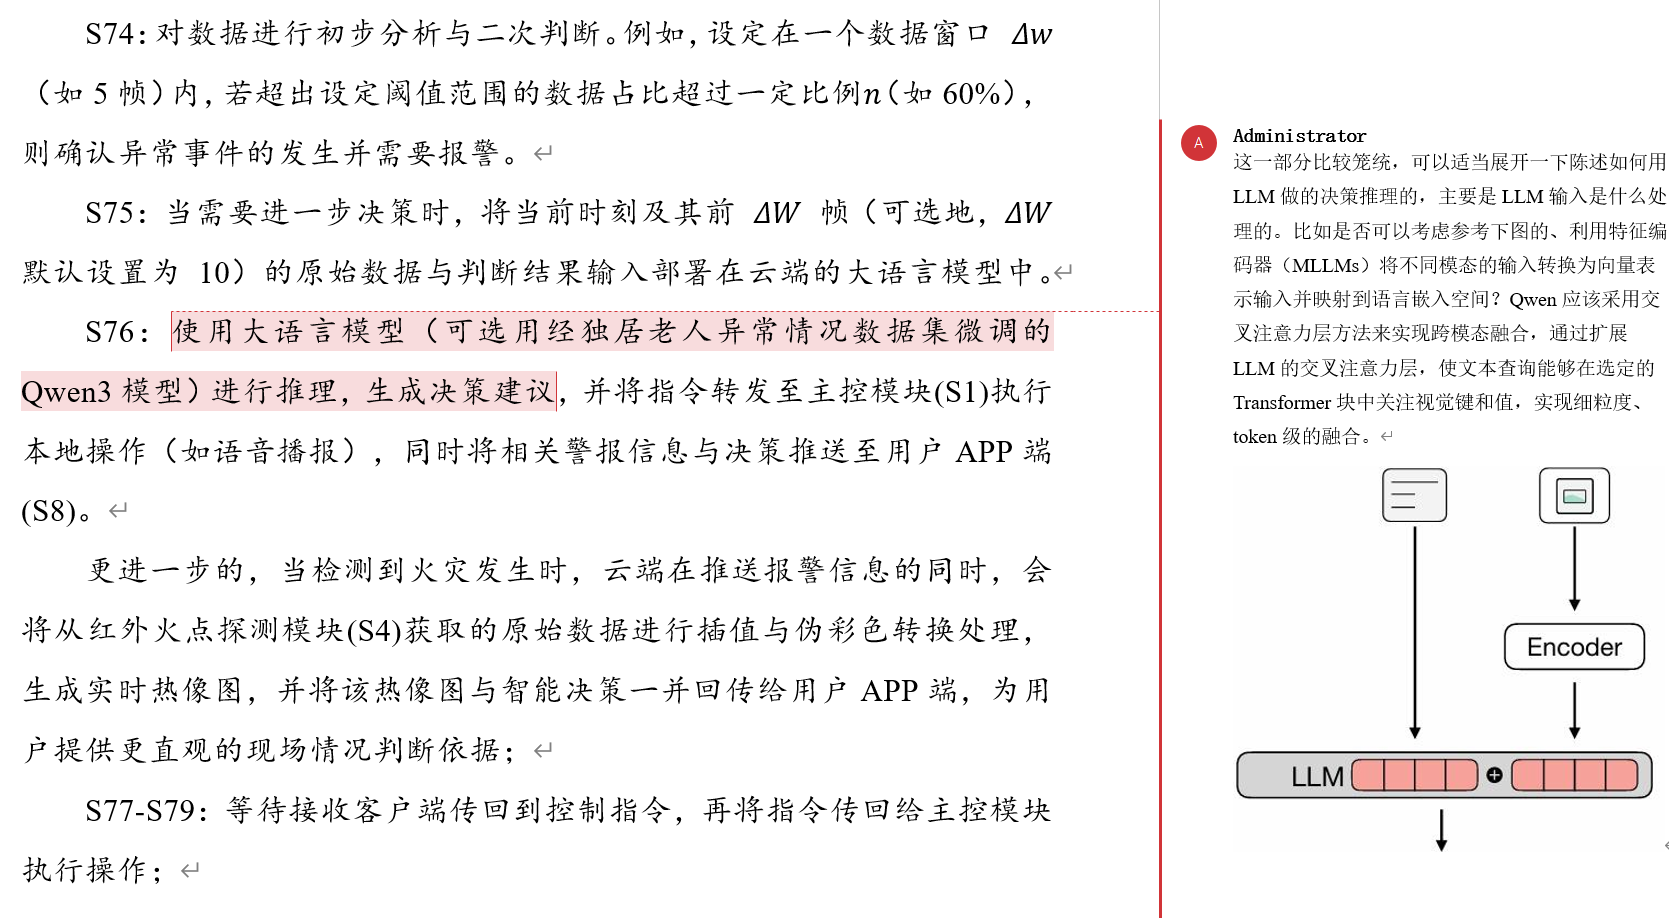 S74：对数据进行初步分析与二次判断。例如，设定在一个数据窗口 Δw
（如 5 帧）内，若超出设定阈值范围的数据占比超过一定比例n（如 60%），
则确认异常事件的发生并需要报警。↵
S75：当需要进一步决策时，将当前时刻及其前 ΔW 帧（可选地，ΔW
默认设置为 10）的原始数据与判断结果输入部署在云端的大语言模型中。↵
S76：使用大语言模型（可选用经独居老人异常情况数据集微调的
Qwen3 模型）进行推理，生成决策建议，并将指令转发至主控模块(S1)执行
本地操作（如语音播报），同时将相关警报信息与决策推送至用户 APP 端
(S8)。↵
更进一步的，当检测到火灾发生时，云端在推送报警信息的同时，会
将从红外火点探测模块(S4)获取的原始数据进行插值与伪彩色转换处理，
生成实时热像图，并将该热像图与智能决策一并回传给用户 APP 端，为用
户提供更直观的现场情况判断依据；↵
S77-S79：等待接收客户端传回到控制指令，再将指令传回给主控模块
执行操作；↵
A
Administrator
这一部分比较笼统，可以适当展开一下陈述如何用
LLM 做的决策推理的，主要是 LLM 输入是什么处
理的。比如是否可以考虑参考下图的、利用特征编
码器（MLLMs）将不同模态的输入转换为向量表
示输入并映射到语言嵌入空间？Qwen 应该采用交
叉注意力层方法来实现跨模态融合，通过扩展
LLM 的交叉注意力层，使文本查询能够在选定的
Transformer 块中关注视觉键和值，实现细粒度、
token 级的融合。↵
Encoder
LLM +